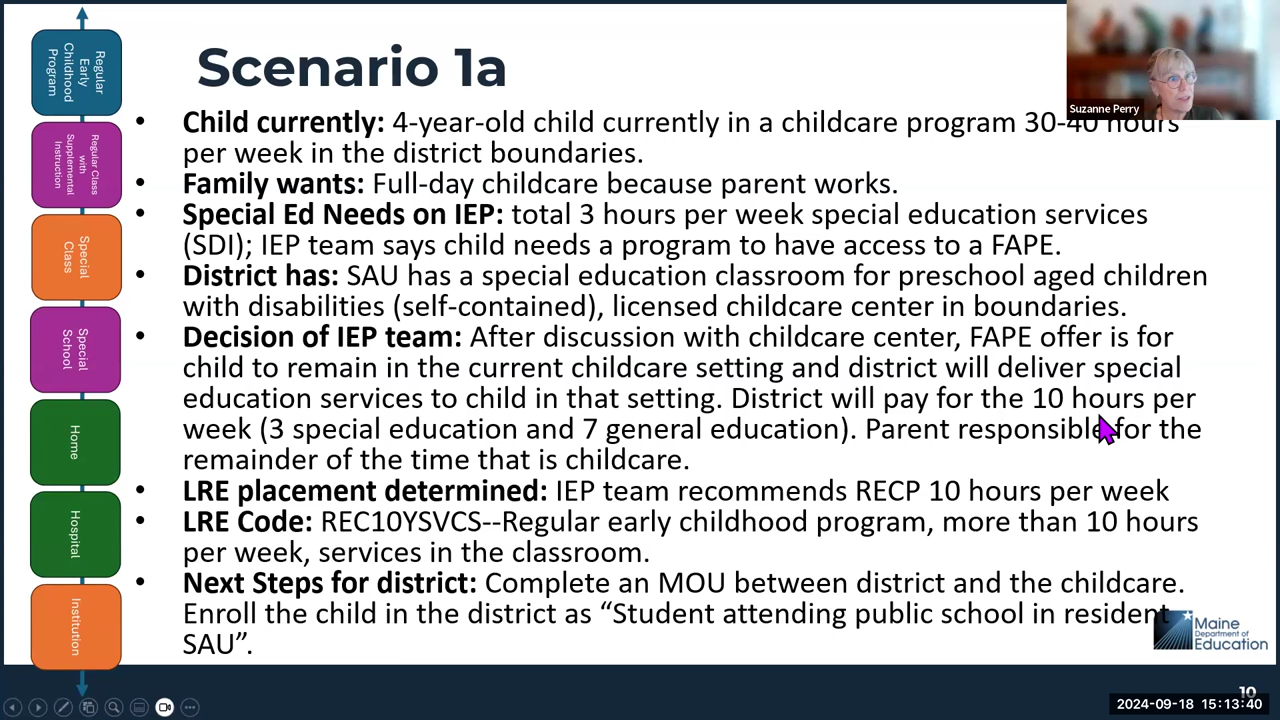 Scenario 1a
Suzanne Perry
• Child currently: 4-year-old child currently in a childcare program 30-40 hours
per week in the district boundaries.
• Family wants: Full-day childcare because parent works.
• Special Ed Needs on IEP: total 3 hours per week special education services
(SDI); IEP team says child needs a program to have access to a FAPE.
• District has: SAU has a special education classroom for preschool aged children
with disabilities (self-contained), licensed childcare center in boundaries.
• Decision of IEP team: After discussion with childcare center, FAPE offer is for
child to remain in the current childcare setting and district will deliver special
education services to child in that setting. District will pay for the 10 hours per
week (3 special education and 7 general education). Parent responsible for the
remainder of the time that is childcare.
• LRE placement determined: IEP team recommends RECP 10 hours per week
• LRE Code: REC10YSVCS--Regular early childhood program, more than 10 hours
per week, services in the classroom.
• Next Steps for district: Complete an MOU between district and the childcare.
Enroll the child in the district as “Student attending public school in resident
SAU”.
Regular
Early
Childhood
Program
Regular Class
with
Supplemental
Instruction
Special
Class
Special
School
Home
Hospital
Institution
Maine
Department of
Education
10
2024-09-18 15:13:40